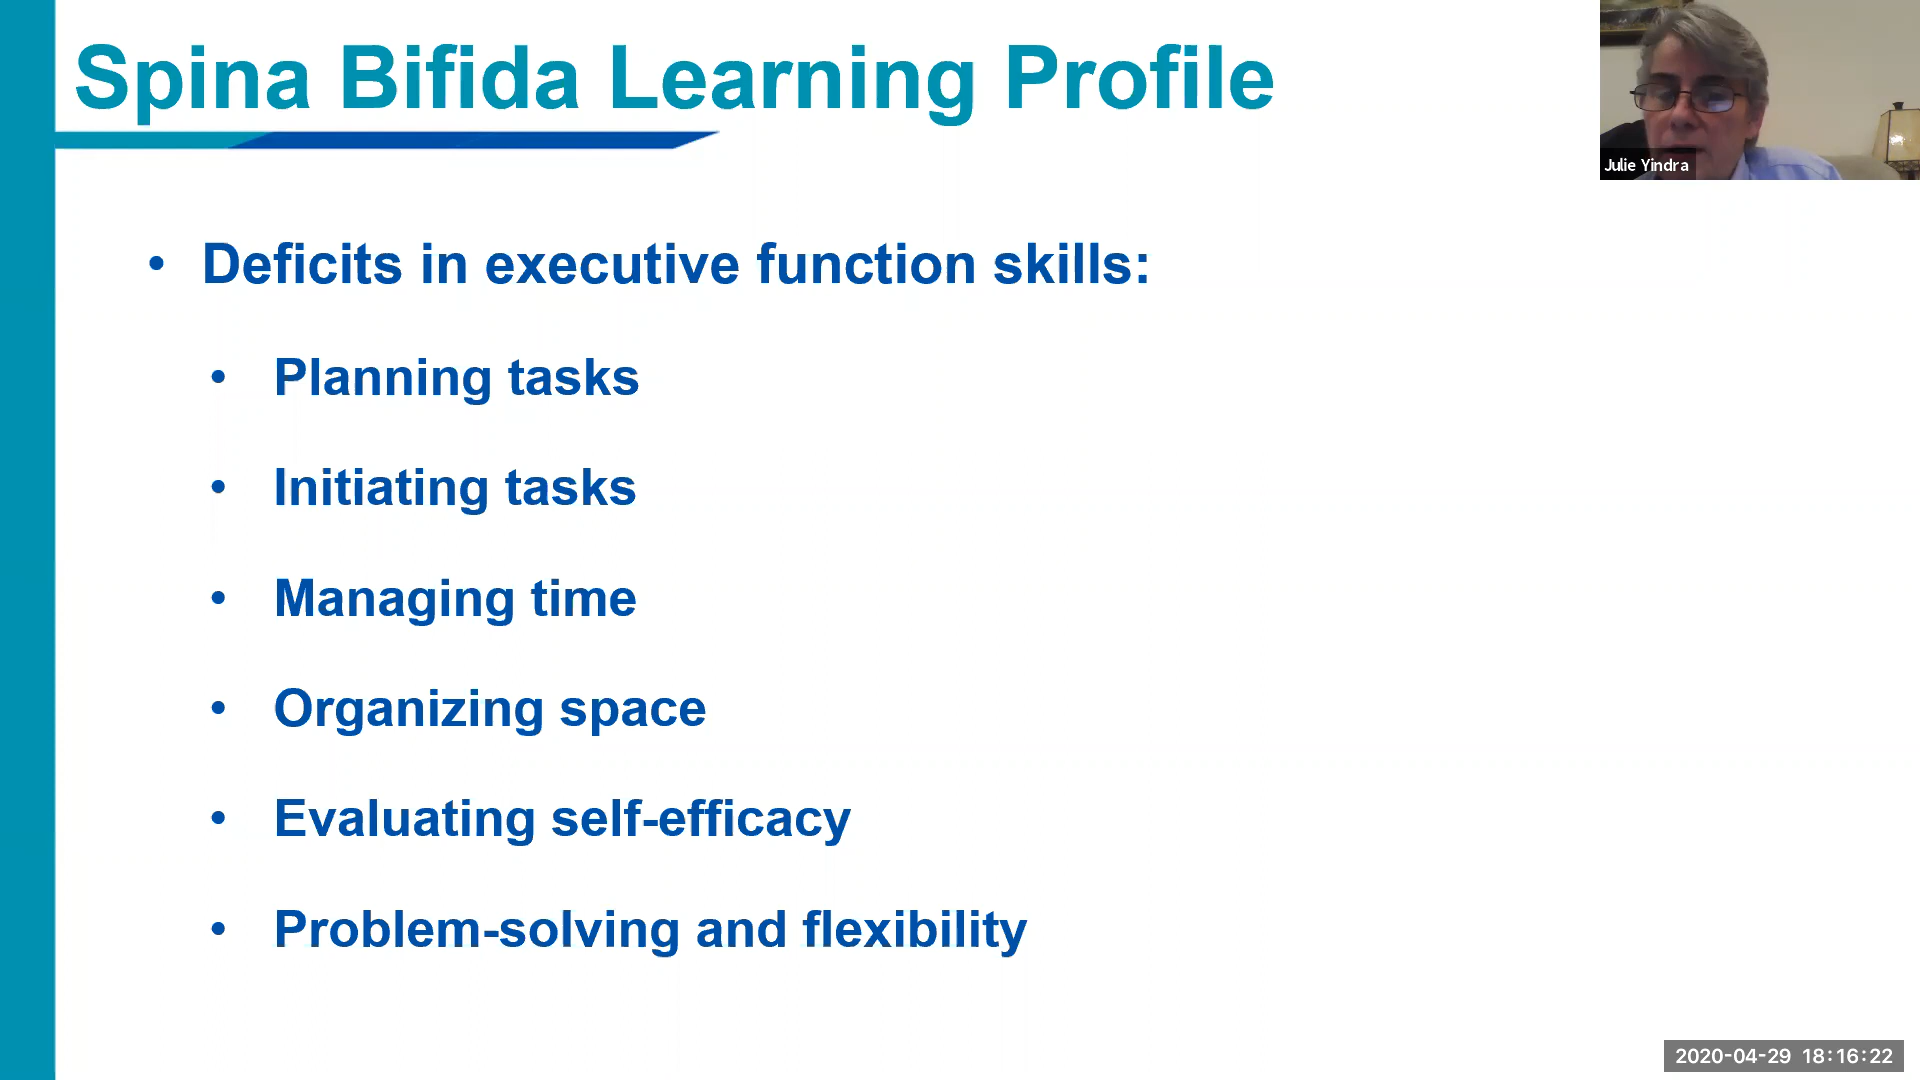 Spina Bifida Learning Profile
Julie Yindra
• Deficits in executive function skills:
• Planning tasks
• Initiating tasks
• Managing time
• Organizing space
• Evaluating self-efficacy
• Problem-solving and flexibility
2020-04-29 18:16:22